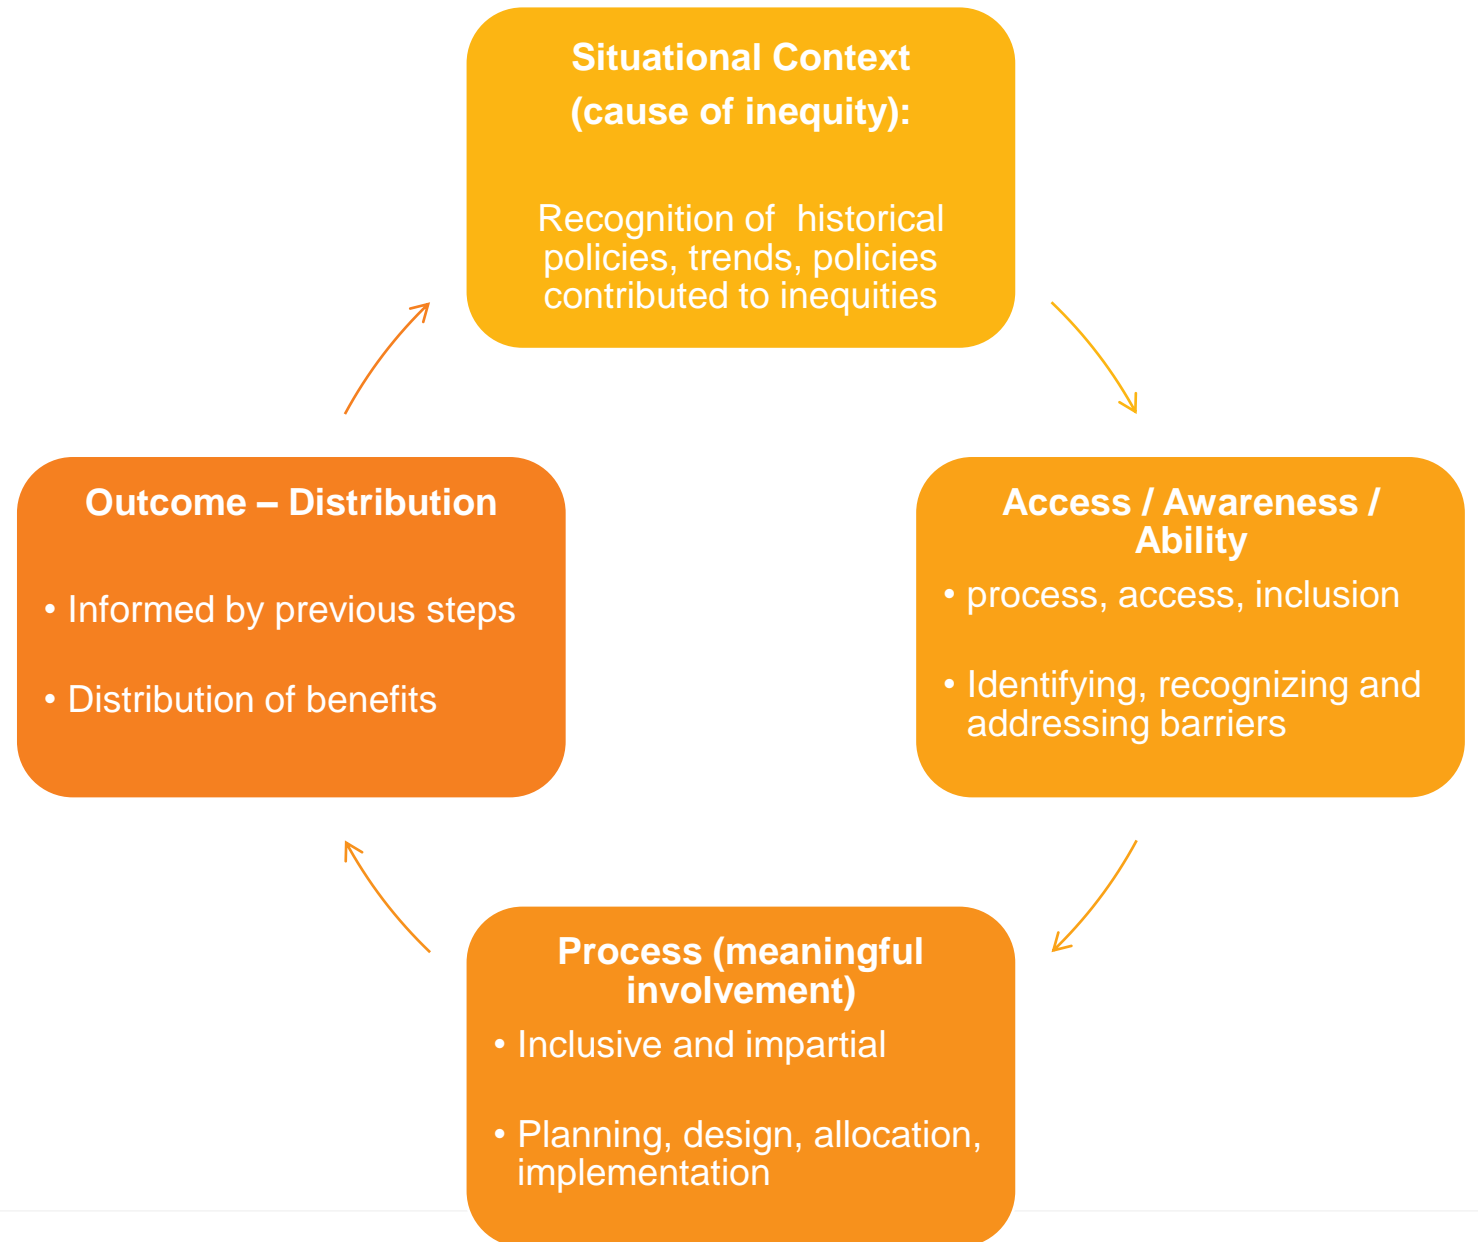 Situational Context
(cause of inequity):
Recognition of  historical
policies, trends, policies
contributed to inequities
Access / Awareness /
Ability
• process, access, inclusion
• Identifying, recognizing and
addressing barriers
Process (meaningful
involvement)
• Inclusive and impartial
• Planning, design, allocation,
implementation
Outcome – Distribution
• Informed by previous steps
• Distribution of benefits